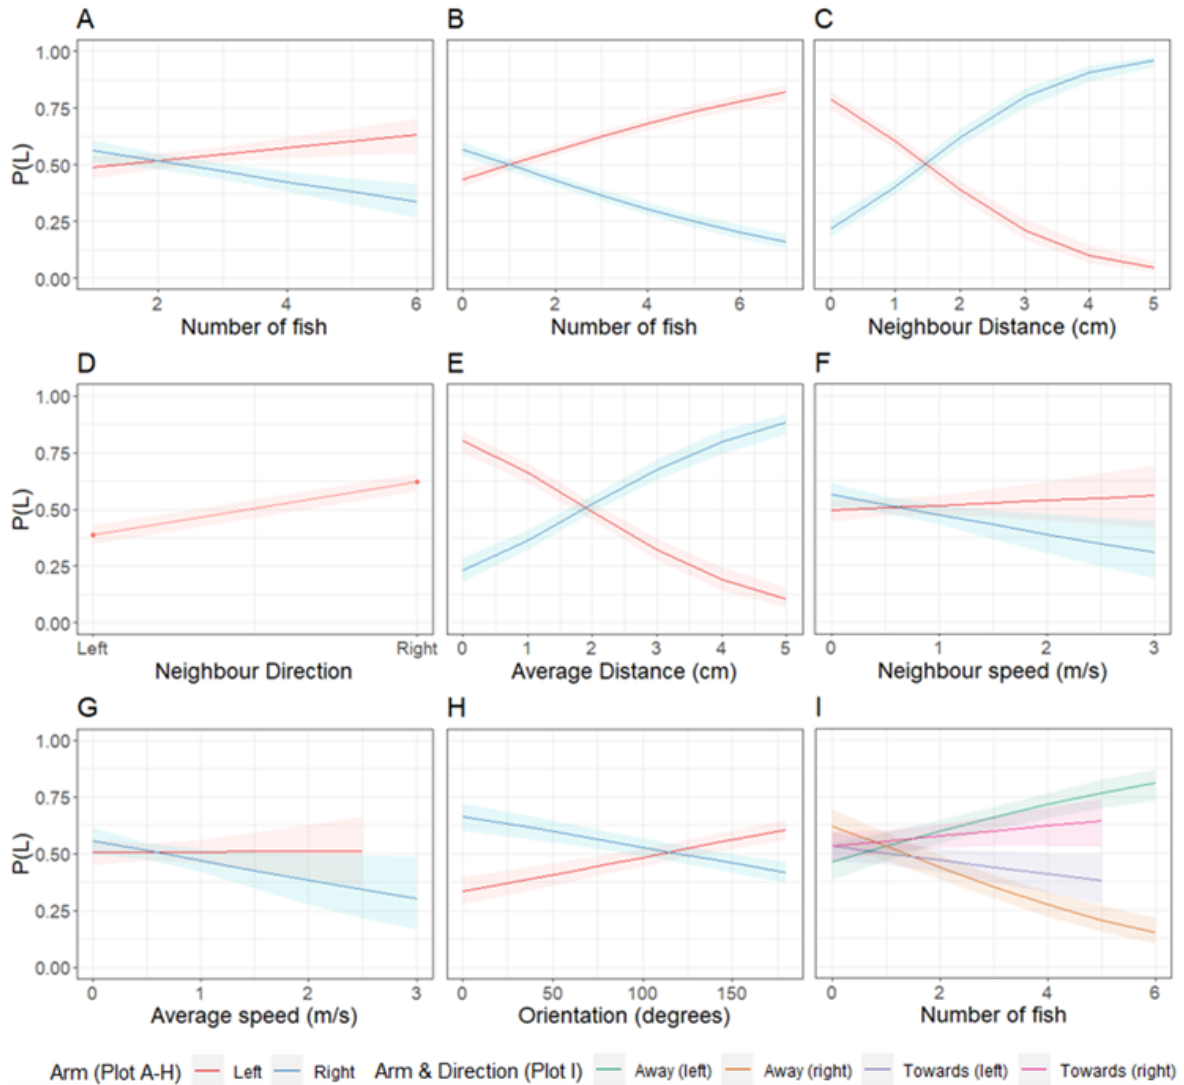 A B C
P(L)
1.00
0.75
0.50
0.25
0.00
2 4 6
0 2 4 6
0 1 2 3 4 5
Number of fish
Number of fish
Neighbour Distance (cm)
D E F
P(L)
1.00
0.75
0.50
0.25
0.00
Left Right
0 1 2 3 4 5
0 1 2 3
Neighbour Direction
Average Distance (cm)
Neighbour speed (m/s)
G H I
P(L)
1.00
0.75
0.50
0.25
0.00
0 1 2 3
0 50 100 150
0 2 4 6
Average speed (m/s)
Orientation (degrees)
Number of fish
Arm (Plot A-H) Left Right Arm & Direction (Plot I) Away (left) Away (right) Towards (left) Towards (right)